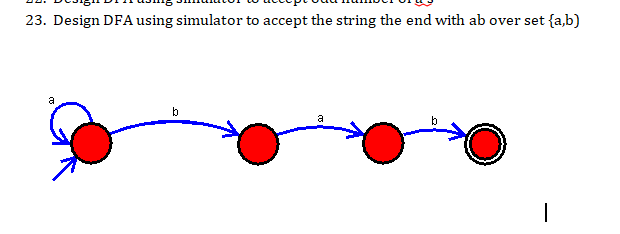 23. Design DFA using simulator to accept the string the end with ab over set {a,b)
a
b
a
b